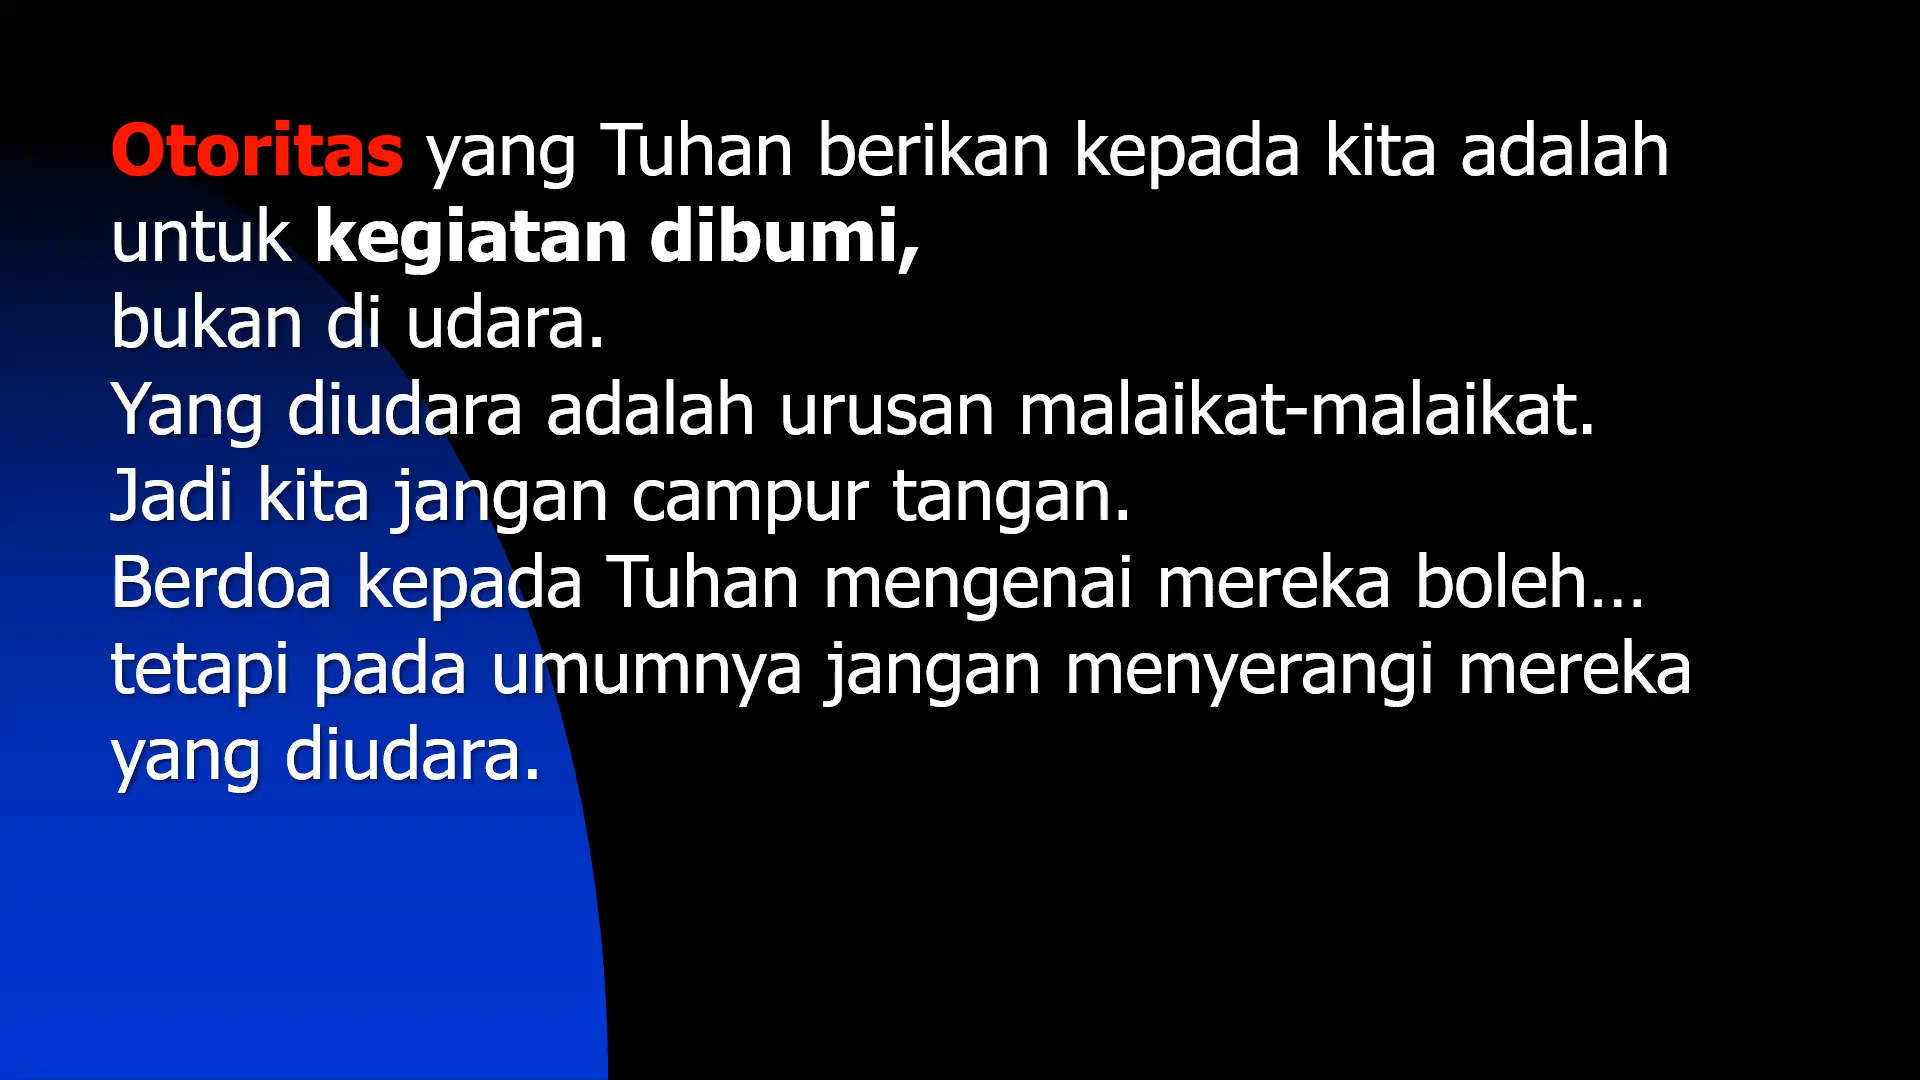 Otoritas yang Tuhan berikan kepada kita adalah
untuk kegiatan dibumi,
bukan di udara.
Yang diudara adalah urusan malaikat-malaikat.
Jadi kita jangan campur tangan.
Berdoa kepada Tuhan mengenai mereka boleh...
tetapi pada umumnya jangan menyerangi mereka
yang diudara.